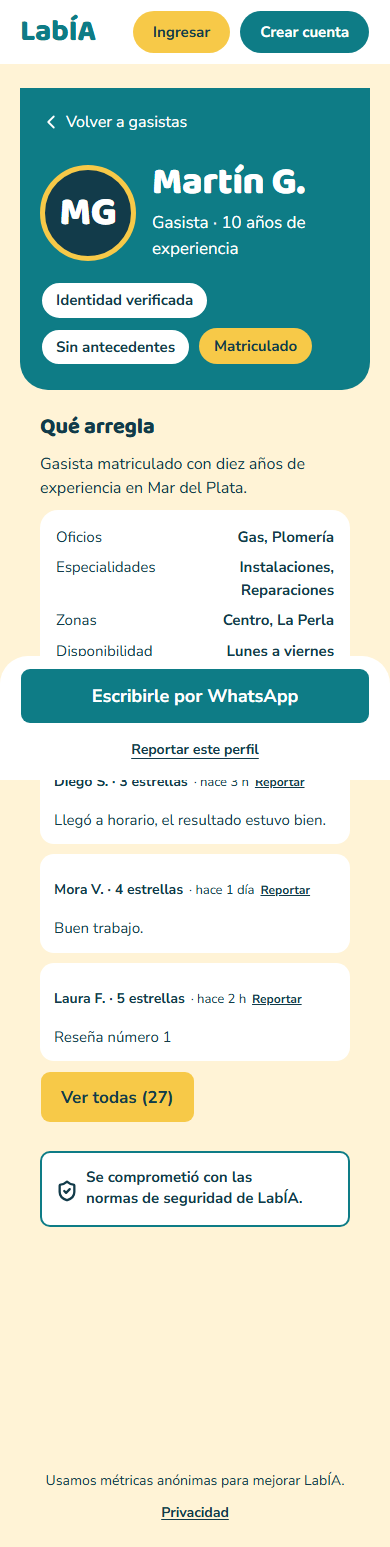 LabÍA
Ingresar
Crear cuenta
Volver a gasistas
MG
Martín G.
Gasista · 10 años de
experiencia
Identidad verificada
Sin antecedentes
Matriculado
Qué arregla
Gasista matriculado con diez años de
experiencia en Mar del Plata.
Oficios Gas, Plomería
Especialidades Instalaciones,
Reparaciones
Zonas Centro, La Perla
Disponibilidad Lunes a viernes
Escribirle por WhatsApp
Reportar este perfil
Diego S. · 3 estrellas · hace 3 h Reportar
Llegó a horario, el resultado estuvo bien.
Mora V. · 4 estrellas · hace 1 día Reportar
Buen trabajo.
Laura F. · 5 estrellas · hace 2 h Reportar
Reseña número 1
Ver todas (27)
Se comprometió con las
normas de seguridad de LabÍA.
Usamos métricas anónimas para mejorar LabÍA.
Privacidad